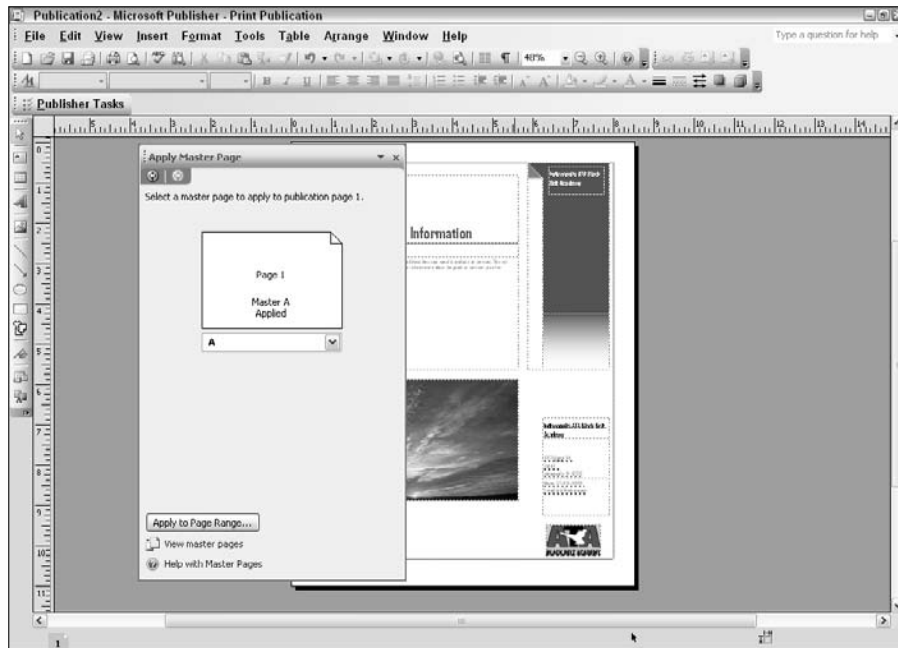 Publication2 - Microsoft Publisher - Print Publication
File Edit View Insert Format Tools Table Arrange Window Help
Type a question for help
40%
Publisher Tasks
Apply Master Page
Select a master page to apply to publication page 1.
Information
Page 1
Master A
Applied
A
Apply to Page Range...
View master pages
Help with Master Pages
1